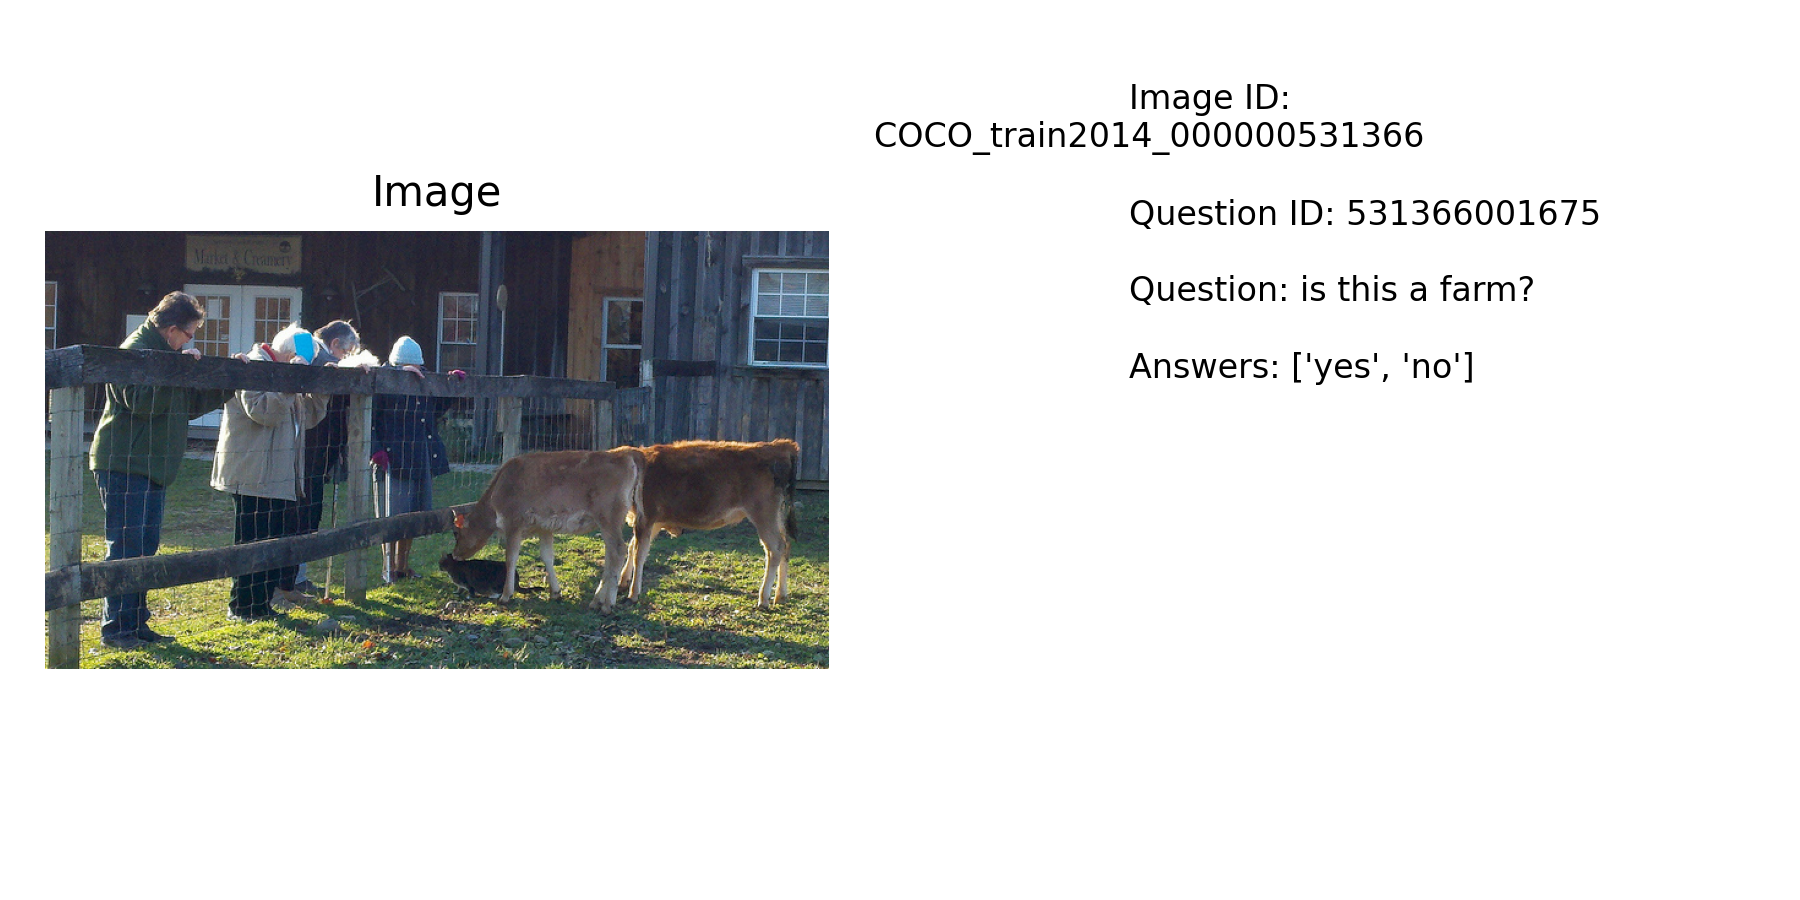 Image
Market & Creamery
Image ID:
COCO_train2014_000000531366
Question ID: 531366001675
Question: is this a farm?
Answers: ['yes', 'no']